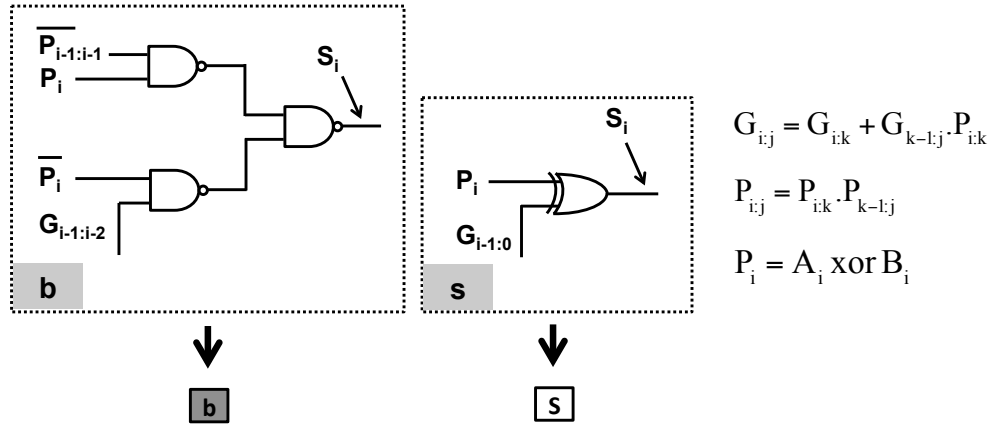 P̅i-1:i-1
Pi
Si
P̅i
Gi-1:i-2
b
b
Si
Pi
Gi-1:0
s
S
Gi:j = Gi:k + Gk−1:j.Pi:k
Pi:j = Pi:k.Pk−1:j
Pi = Ai xor Bi